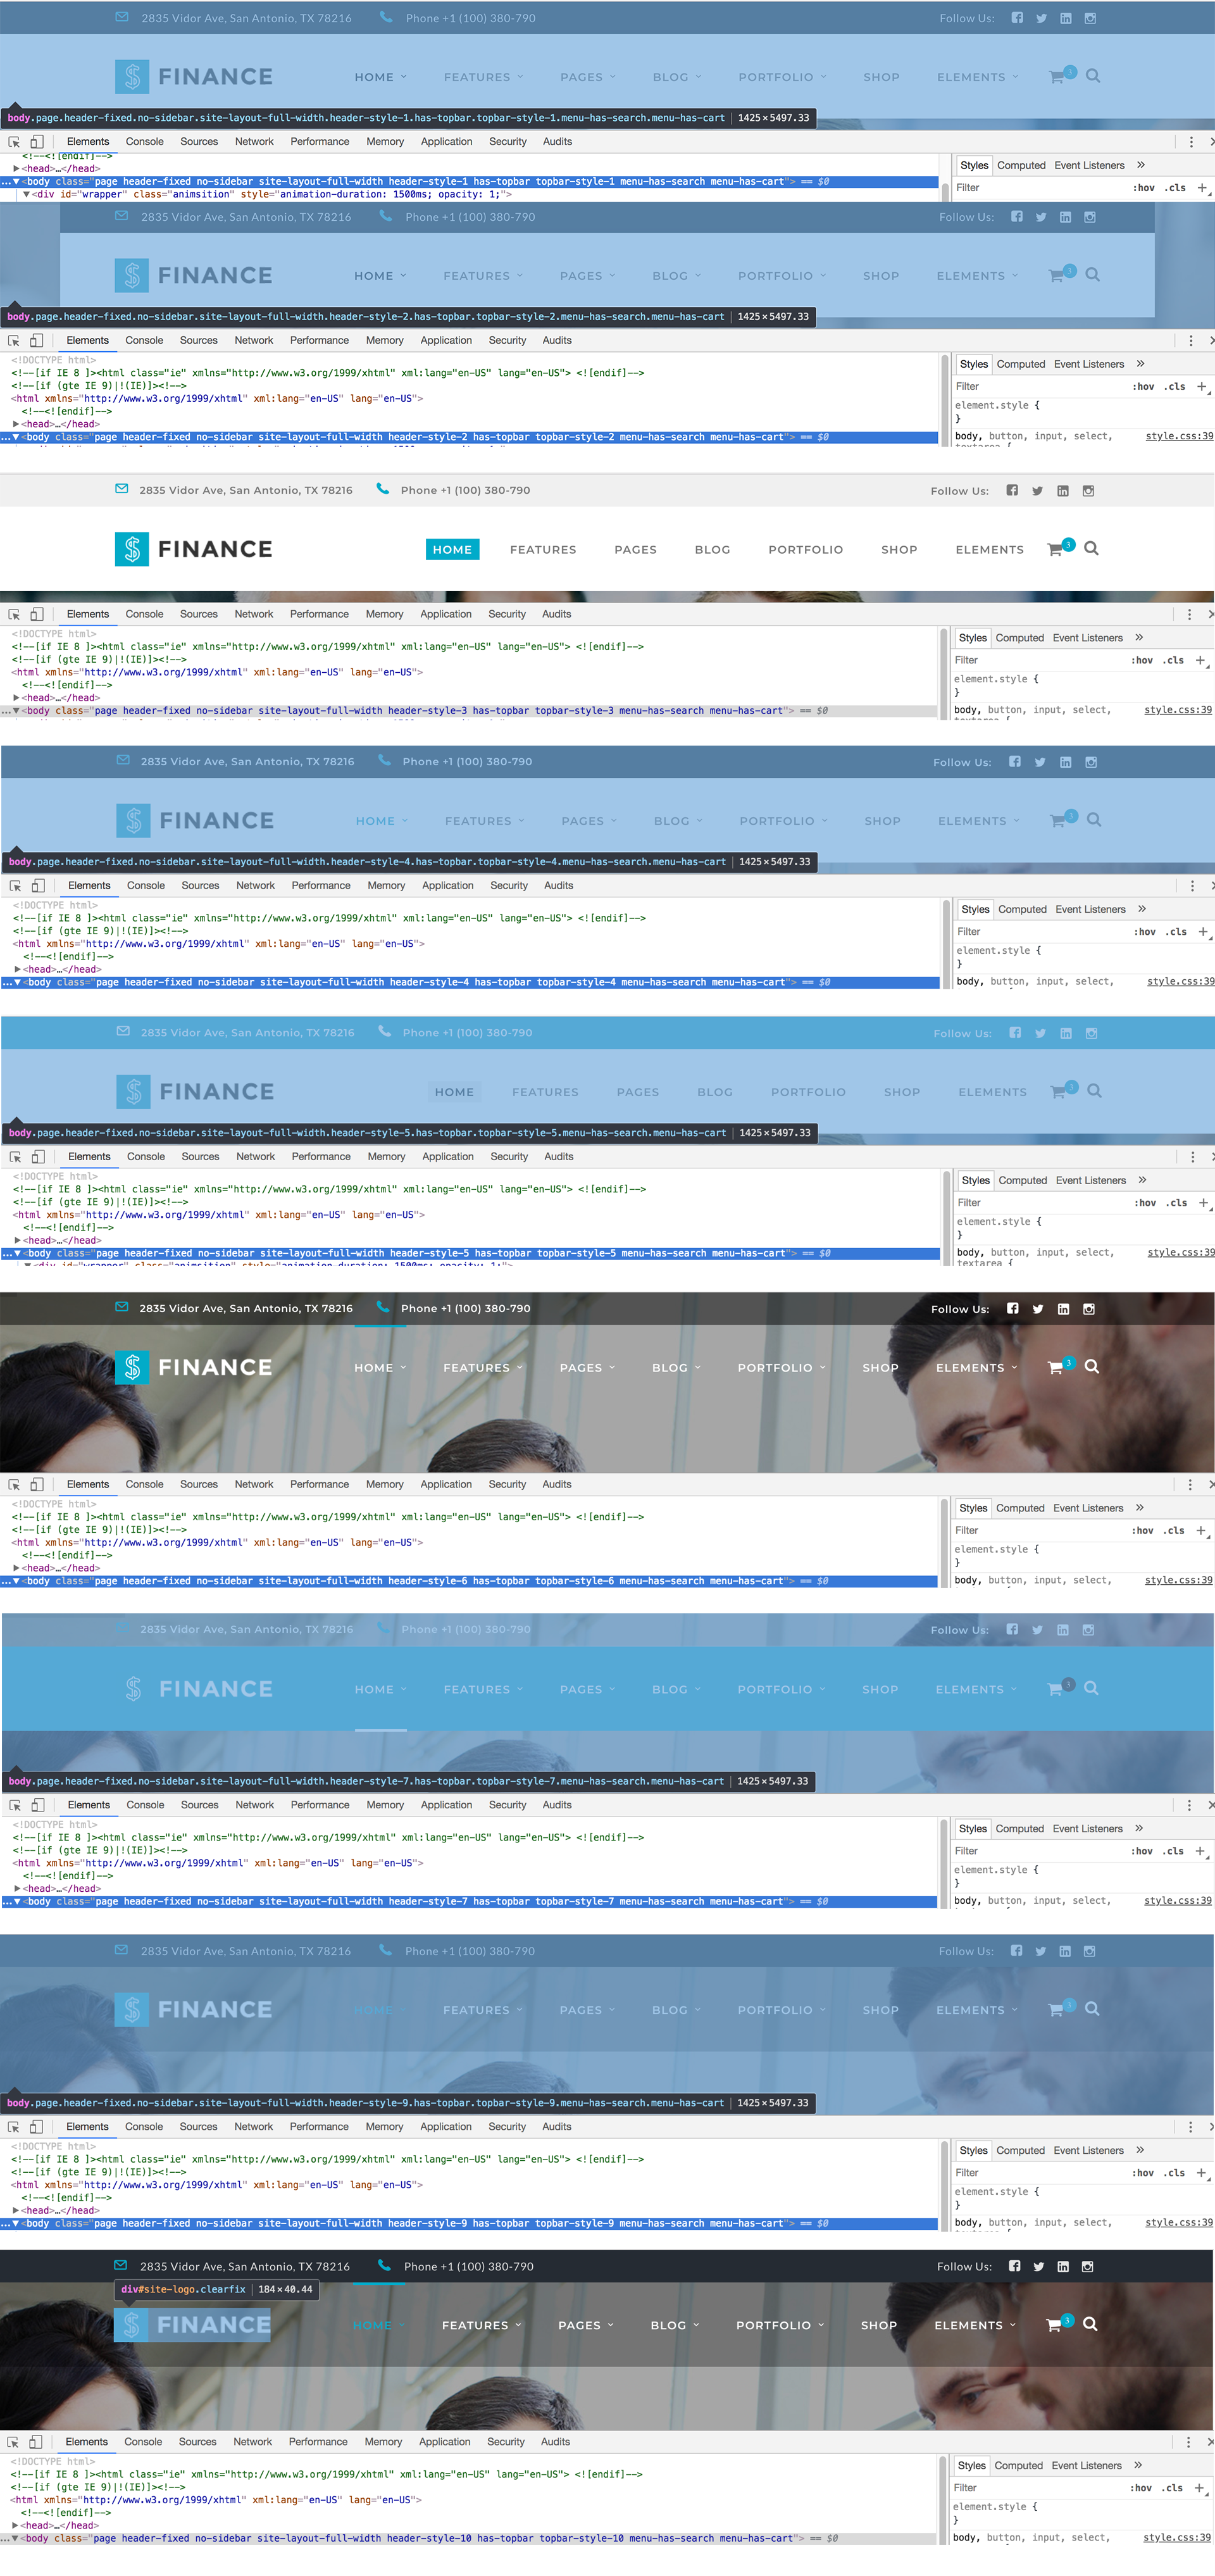 2835 Vidor Ave, San Antonio, TX 78216 Phone +1 (100) 380-790 Follow Us:
FINANCE HOME FEATURES PAGES BLOG PORTFOLIO SHOP ELEMENTS 3
body.page.header-fixed.no-sidebar.site-layout-full-width.header-style-1.has-topbar.topbar-style-1.menu-has-search.menu-has-cart | 1425 × 5497.33
Elements Console Sources Network Performance Memory Application Security Audits
<!--<![endif]-->
<head>…</head>
Styles Computed Event Listeners »
…<body class="page header-fixed no-sidebar site-layout-full-width header-style-1 has-topbar topbar-style-1 menu-has-search menu-has-cart"> == $0
<div id="wrapper" class="animsition" style="animation-duration: 1500ms; opacity: 1;">
Filter :hov .cls +
2835 Vidor Ave, San Antonio, TX 78216 Phone +1 (100) 380-790 Follow Us:
FINANCE HOME FEATURES PAGES BLOG PORTFOLIO SHOP ELEMENTS 3
body.page.header-fixed.no-sidebar.site-layout-full-width.header-style-2.has-topbar.topbar-style-2.menu-has-search.menu-has-cart | 1425 × 5497.33
Elements Console Sources Network Performance Memory Application Security Audits
<!DOCTYPE html>
<!--[if IE 8 ]><html class="ie" xmlns="http://www.w3.org/1999/xhtml" xml:lang="en-US" lang="en-US"> <![endif]-->
<!--[if (gte IE 9)|!(IE)]><!-->
<html xmlns="http://www.w3.org/1999/xhtml" xml:lang="en-US" lang="en-US">
<!--<![endif]-->
<head>…</head>
…<body class="page header-fixed no-sidebar site-layout-full-width header-style-2 has-topbar topbar-style-2 menu-has-search menu-has-cart"> == $0
Styles Computed Event Listeners »
Filter :hov .cls +
element.style {
}
body, button, input, select, style.css:39
textarea {
2835 Vidor Ave, San Antonio, TX 78216 Phone +1 (100) 380-790 Follow Us:
FINANCE HOME FEATURES PAGES BLOG PORTFOLIO SHOP ELEMENTS 3
Elements Console Sources Network Performance Memory Application Security Audits
<!DOCTYPE html>
<!--[if IE 8 ]><html class="ie" xmlns="http://www.w3.org/1999/xhtml" xml:lang="en-US" lang="en-US"> <![endif]-->
<!--[if (gte IE 9)|!(IE)]><!-->
<html xmlns="http://www.w3.org/1999/xhtml" xml:lang="en-US" lang="en-US">
<!--<![endif]-->
<head>…</head>
…<body class="page header-fixed no-sidebar site-layout-full-width header-style-3 has-topbar topbar-style-3 menu-has-search menu-has-cart"> == $0
Styles Computed Event Listeners »
Filter :hov .cls +
element.style {
}
body, button, input, select, style.css:39
2835 Vidor Ave, San Antonio, TX 78216 Phone +1 (100) 380-790 Follow Us:
FINANCE HOME FEATURES PAGES BLOG PORTFOLIO SHOP ELEMENTS 3
body.page.header-fixed.no-sidebar.site-layout-full-width.header-style-4.has-topbar.topbar-style-4.menu-has-search.menu-has-cart | 1425 × 5497.33
Elements Console Sources Network Performance Memory Application Security Audits
<!DOCTYPE html>
<!--[if IE 8 ]><html class="ie" xmlns="http://www.w3.org/1999/xhtml" xml:lang="en-US" lang="en-US"> <![endif]-->
<!--[if (gte IE 9)|!(IE)]><!-->
<html xmlns="http://www.w3.org/1999/xhtml" xml:lang="en-US" lang="en-US">
<!--<![endif]-->
<head>…</head>
…<body class="page header-fixed no-sidebar site-layout-full-width header-style-4 has-topbar topbar-style-4 menu-has-search menu-has-cart"> == $0
Styles Computed Event Listeners »
Filter :hov .cls +
element.style {
}
body, button, input, select, style.css:39
2835 Vidor Ave, San Antonio, TX 78216 Phone +1 (100) 380-790 Follow Us:
FINANCE HOME FEATURES PAGES BLOG PORTFOLIO SHOP ELEMENTS 3
body.page.header-fixed.no-sidebar.site-layout-full-width.header-style-5.has-topbar.topbar-style-5.menu-has-search.menu-has-cart | 1425 × 5497.33
Elements Console Sources Network Performance Memory Application Security Audits
<!DOCTYPE html>
<!--[if IE 8 ]><html class="ie" xmlns="http://www.w3.org/1999/xhtml" xml:lang="en-US" lang="en-US"> <![endif]-->
<!--[if (gte IE 9)|!(IE)]><!-->
<html xmlns="http://www.w3.org/1999/xhtml" xml:lang="en-US" lang="en-US">
<!--<![endif]-->
<head>…</head>
…<body class="page header-fixed no-sidebar site-layout-full-width header-style-5 has-topbar topbar-style-5 menu-has-search menu-has-cart"> == $0
<div id="wrapper" class="animsition" style="animation-duration: 1500ms; opacity: 1;">
Styles Computed Event Listeners »
Filter :hov .cls +
element.style {
}
body, button, input, select, style.css:39
textarea {
2835 Vidor Ave, San Antonio, TX 78216 Phone +1 (100) 380-790 Follow Us:
FINANCE HOME FEATURES PAGES BLOG PORTFOLIO SHOP ELEMENTS 3
Elements Console Sources Network Performance Memory Application Security Audits
<!DOCTYPE html>
<!--[if IE 8 ]><html class="ie" xmlns="http://www.w3.org/1999/xhtml" xml:lang="en-US" lang="en-US"> <![endif]-->
<!--[if (gte IE 9)|!(IE)]><!-->
<html xmlns="http://www.w3.org/1999/xhtml" xml:lang="en-US" lang="en-US">
<!--<![endif]-->
<head>…</head>
…<body class="page header-fixed no-sidebar site-layout-full-width header-style-6 has-topbar topbar-style-6 menu-has-search menu-has-cart"> == $0
Styles Computed Event Listeners »
Filter :hov .cls +
element.style {
}
body, button, input, select, style.css:39
2835 Vidor Ave, San Antonio, TX 78216 Phone +1 (100) 380-790 Follow Us:
FINANCE HOME FEATURES PAGES BLOG PORTFOLIO SHOP ELEMENTS 3
body.page.header-fixed.no-sidebar.site-layout-full-width.header-style-7.has-topbar.topbar-style-7.menu-has-search.menu-has-cart | 1425 × 5497.33
Elements Console Sources Network Performance Memory Application Security Audits
<!DOCTYPE html>
<!--[if IE 8 ]><html class="ie" xmlns="http://www.w3.org/1999/xhtml" xml:lang="en-US" lang="en-US"> <![endif]-->
<!--[if (gte IE 9)|!(IE)]><!-->
<html xmlns="http://www.w3.org/1999/xhtml" xml:lang="en-US" lang="en-US">
<!--<![endif]-->
<head>…</head>
…<body class="page header-fixed no-sidebar site-layout-full-width header-style-7 has-topbar topbar-style-7 menu-has-search menu-has-cart"> == $0
Styles Computed Event Listeners »
Filter :hov .cls +
element.style {
}
body, button, input, select, style.css:39
2835 Vidor Ave, San Antonio, TX 78216 Phone +1 (100) 380-790 Follow Us:
FINANCE HOME FEATURES PAGES BLOG PORTFOLIO SHOP ELEMENTS 3
body.page.header-fixed.no-sidebar.site-layout-full-width.header-style-9.has-topbar.topbar-style-9.menu-has-search.menu-has-cart | 1425 × 5497.33
Elements Console Sources Network Performance Memory Application Security Audits
<!DOCTYPE html>
<!--[if IE 8 ]><html class="ie" xmlns="http://www.w3.org/1999/xhtml" xml:lang="en-US" lang="en-US"> <![endif]-->
<!--[if (gte IE 9)|!(IE)]><!-->
<html xmlns="http://www.w3.org/1999/xhtml" xml:lang="en-US" lang="en-US">
<!--<![endif]-->
<head>…</head>
…<body class="page header-fixed no-sidebar site-layout-full-width header-style-9 has-topbar topbar-style-9 menu-has-search menu-has-cart"> == $0
Styles Computed Event Listeners »
Filter :hov .cls +
element.style {
}
body, button, input, select, style.css:39
2835 Vidor Ave, San Antonio, TX 78216 Phone +1 (100) 380-790 Follow Us:
div#site-logo.clearfix | 184 × 40.44
FINANCE HOME FEATURES PAGES BLOG PORTFOLIO SHOP ELEMENTS 3
Elements Console Sources Network Performance Memory Application Security Audits
<!DOCTYPE html>
<!--[if IE 8 ]><html class="ie" xmlns="http://www.w3.org/1999/xhtml" xml:lang="en-US" lang="en-US"> <![endif]-->
<!--[if (gte IE 9)|!(IE)]><!-->
<html xmlns="http://www.w3.org/1999/xhtml" xml:lang="en-US" lang="en-US">
<!--<![endif]-->
<head>…</head>
…<body class="page header-fixed no-sidebar site-layout-full-width header-style-10 has-topbar topbar-style-10 menu-has-search menu-has-cart"> == $0
Styles Computed Event Listeners »
Filter :hov .cls +
element.style {
}
body, button, input, select, style.css:39